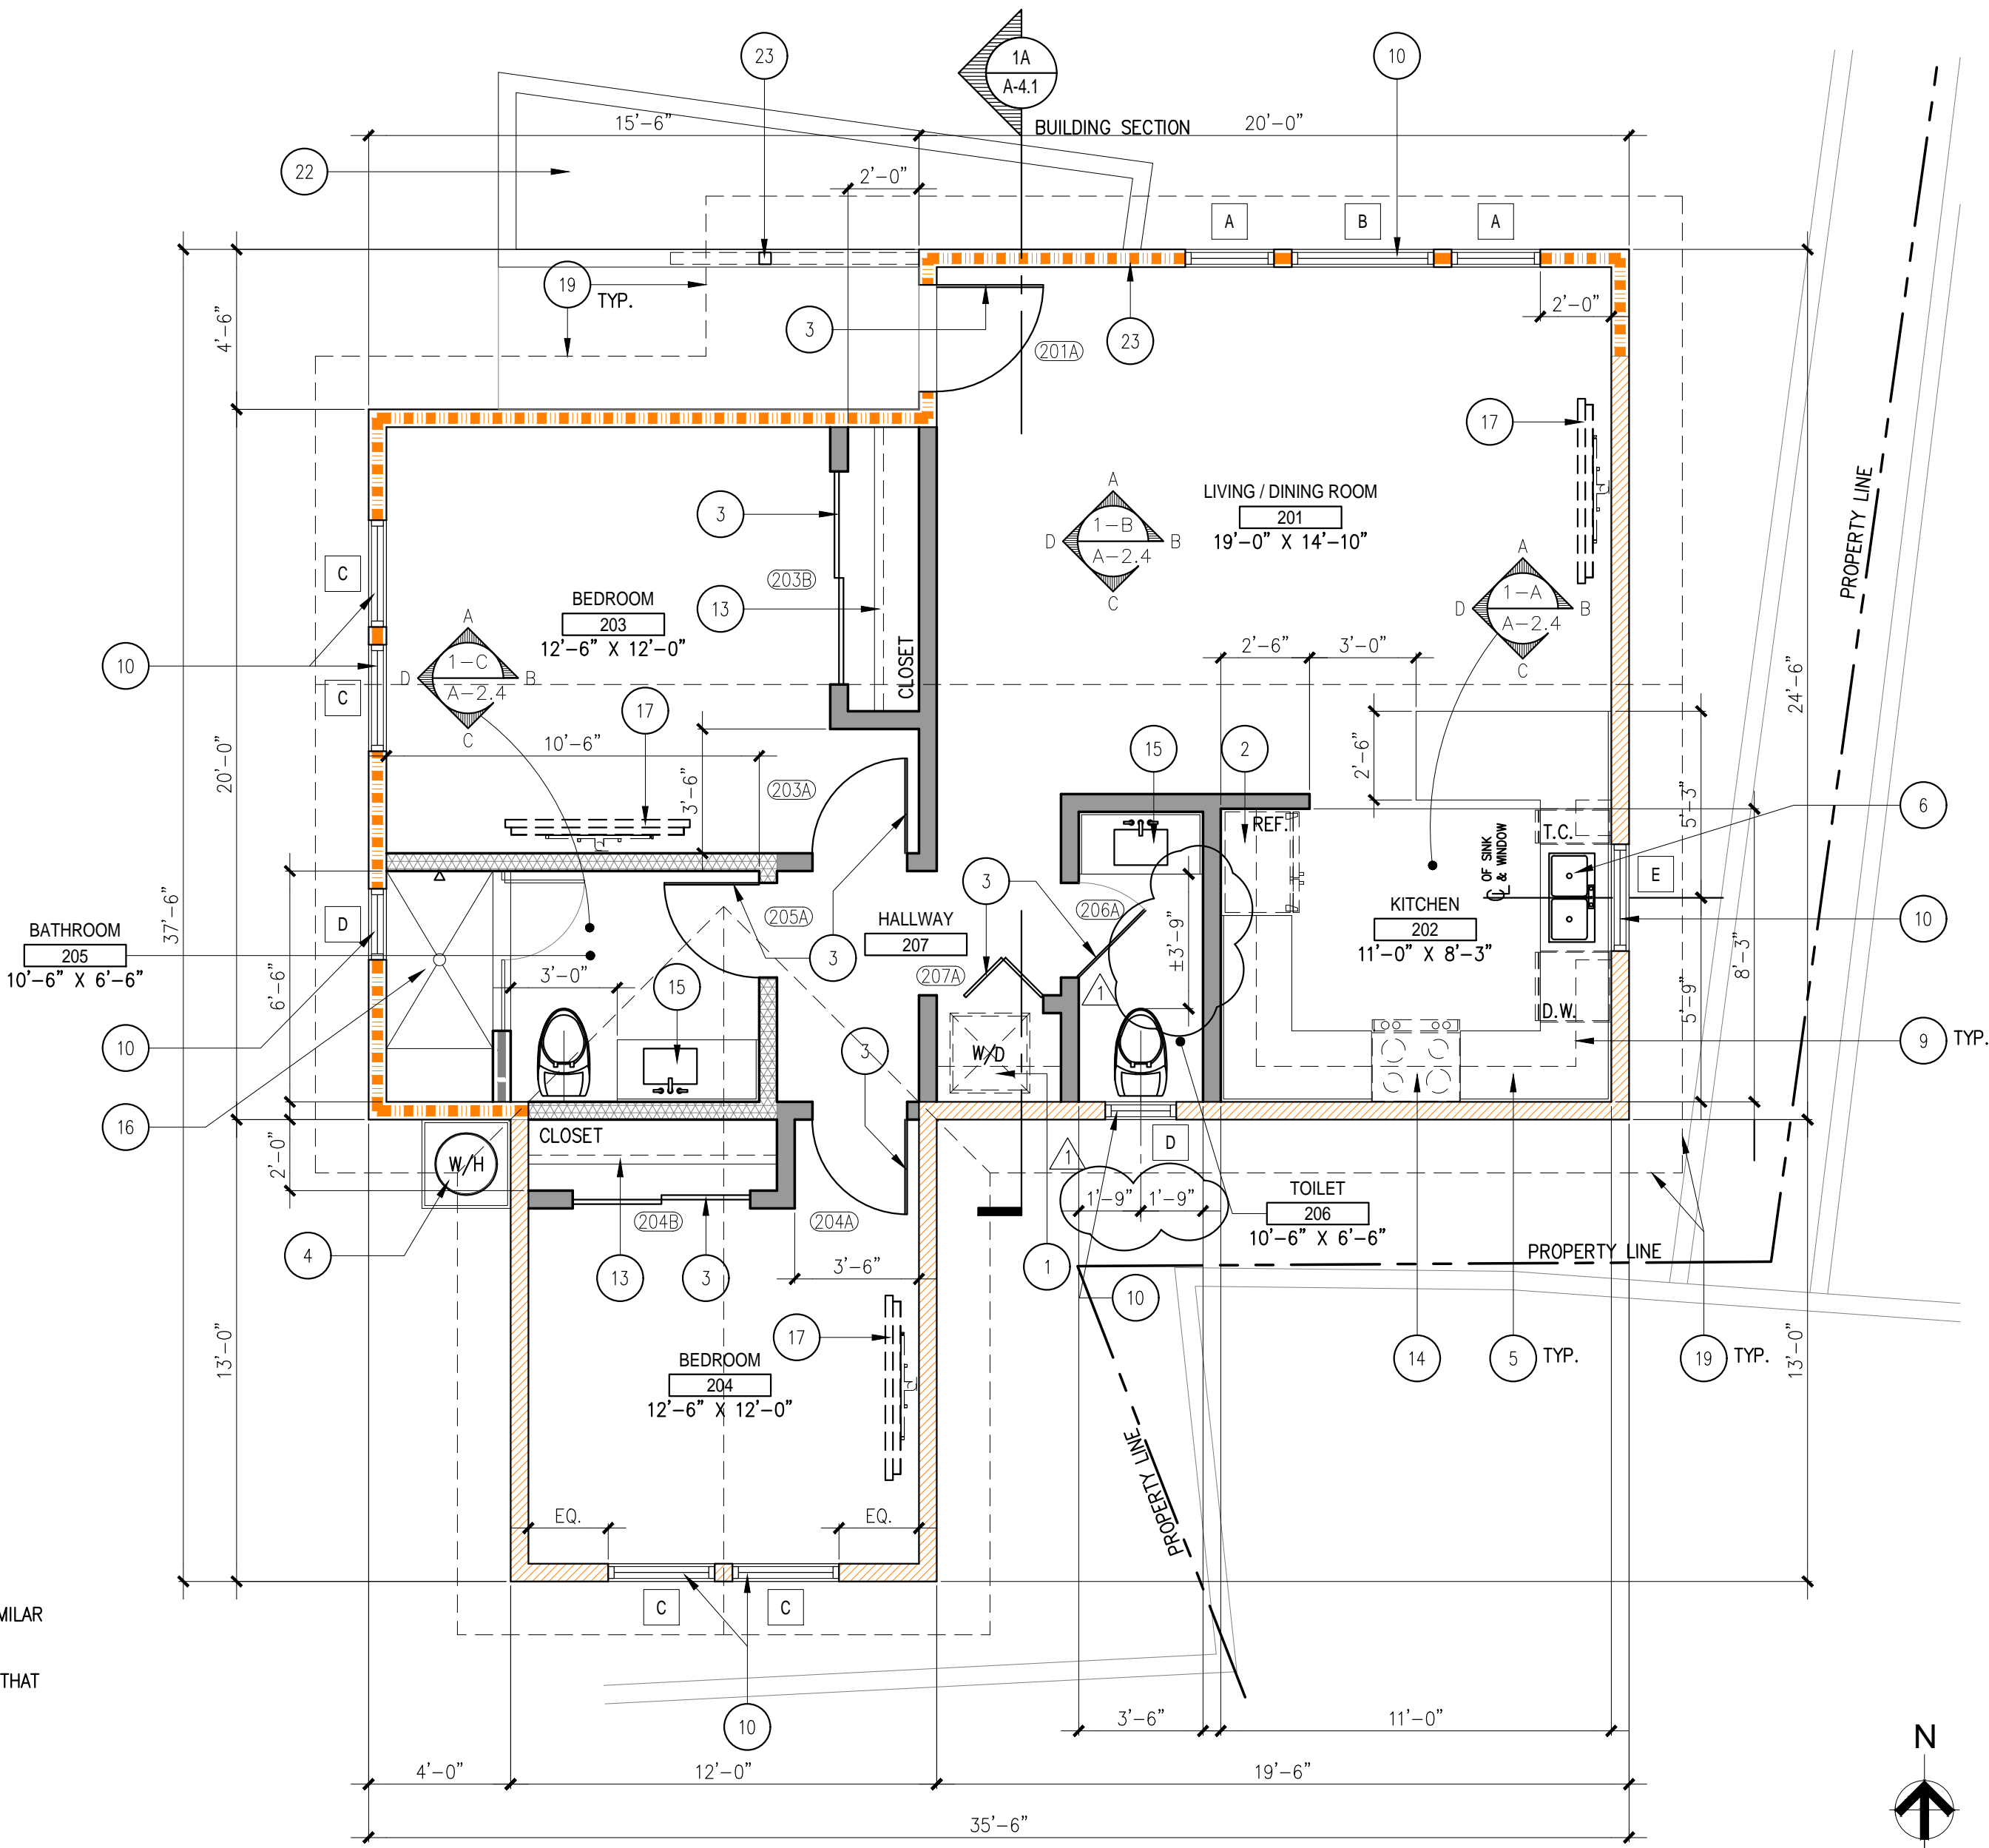 23
1A
A-4.1
10
BUILDING SECTION
15'-6"
20'-0"
22
2'-0"
A
B
A
19
TYP.
3
201A
23
2'-0"
4'-6"
17
LIVING / DINING ROOM
201
19'-0" X 14'-10"
A
1-B
D
B
A-2.4
C
PROPERTY LINE
3
203B
13
CLOSET
BEDROOM
203
12'-6" X 12'-0"
C
10
C
A
1-C
D
B
A-2.4
C
A
1-A
D
B
A-2.4
C
2'-6"
3'-0"
24'-6"
17
10'-6"
3'-6"
203A
20'-0"
15
2
2'-6"
5'-3"
6
REF.
T.C.
CL OF SINK
& WINDOW
E
10
KITCHEN
202
11'-0" X 8'-3"
8'-3"
5'-9"
D.W.
9
TYP.
37'-6"
BATHROOM
205
10'-6" X 6'-6"
D
6'-6"
205A
3
HALLWAY
207
207A
3
206A
±3'-9"
1
3'-0"
15
10
3
W/D
16
CLOSET
W/H
2'-0"
4
204B
204A
13
3
3'-6"
1
D
1'-9"
1'-9"
TOILET
206
10'-6" X 6'-6"
1
10
PROPERTY LINE
14
5
TYP.
19
TYP.
13'-0"
13'-0"
17
BEDROOM
204
12'-6" X 12'-0"
PROPERTY LINE
EQ.
EQ.
C
C
MILAR
THAT
10
3'-6"
11'-0"
N
4'-0"
12'-0"
19'-6"
35'-6"